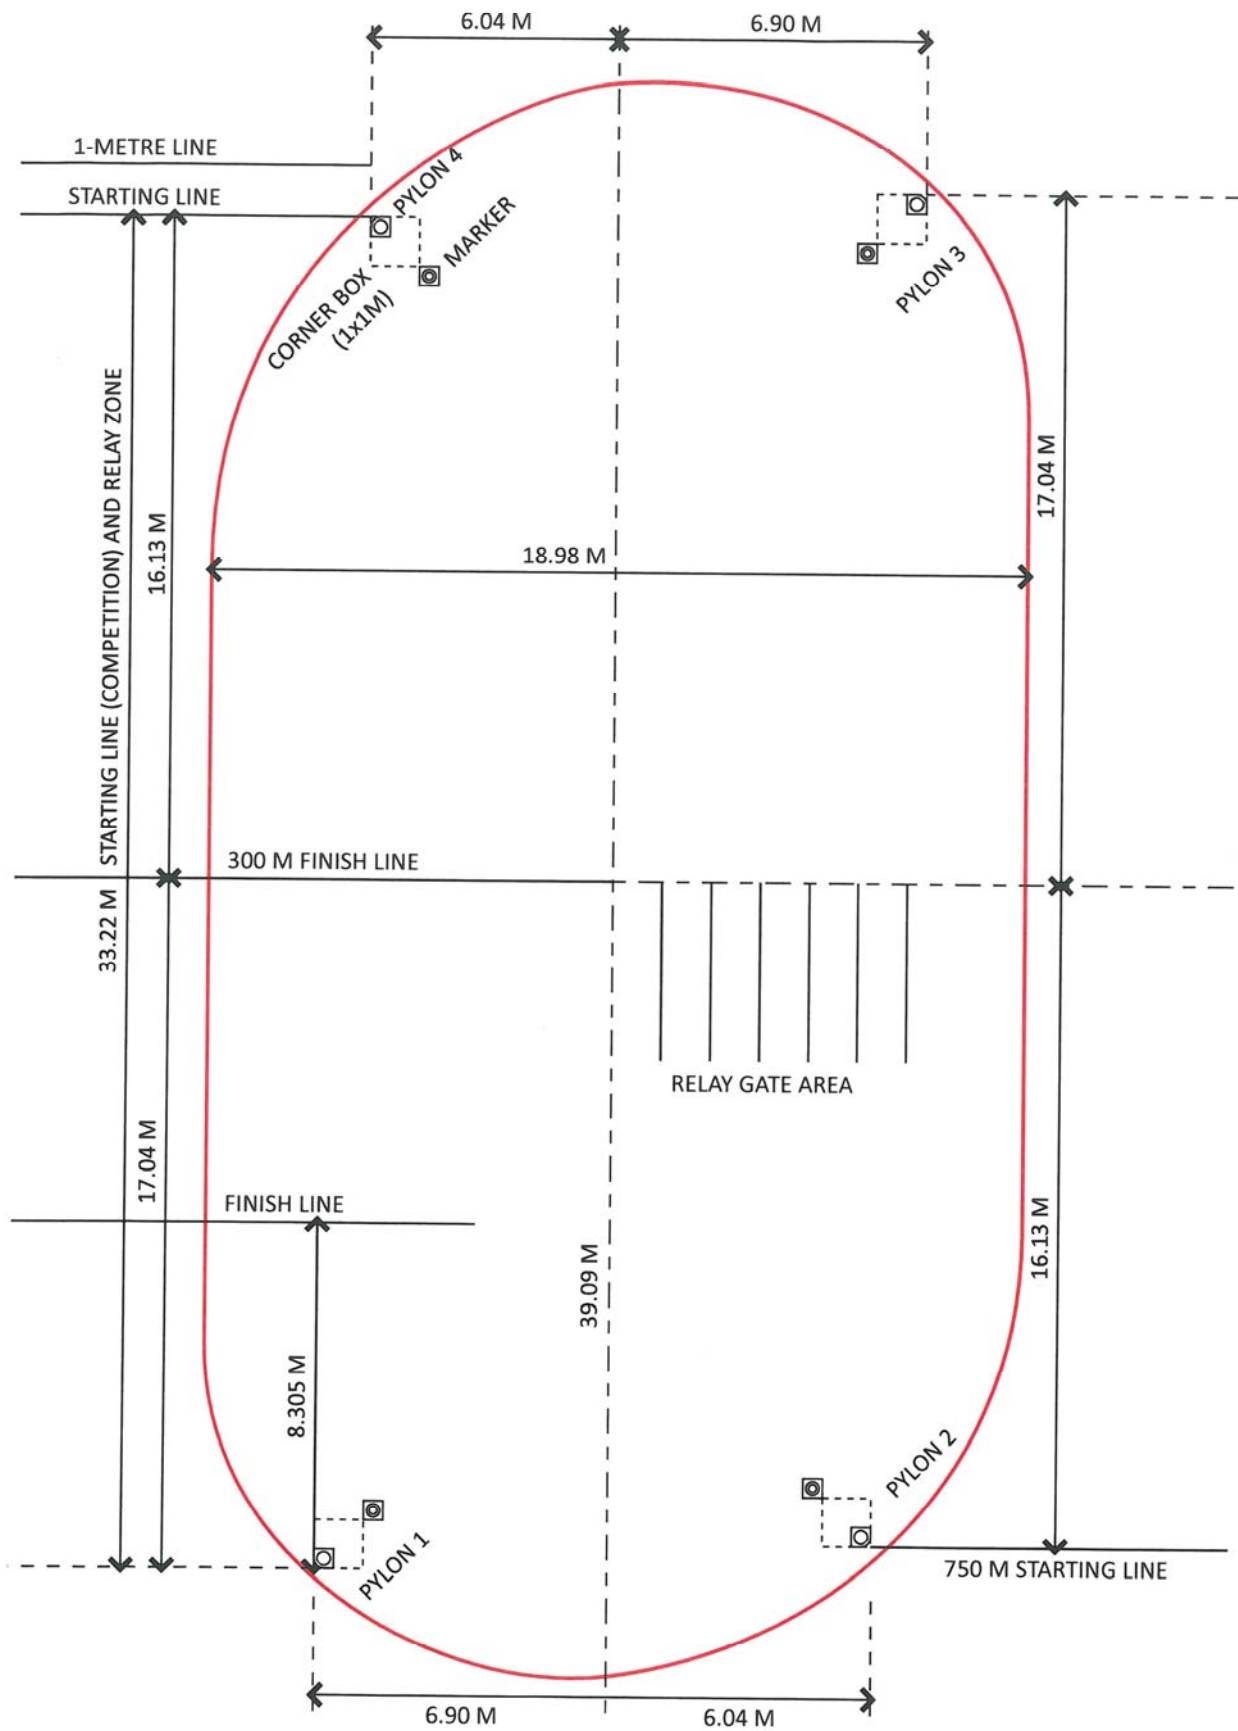 6.04 M
6.90 M
1-METRE LINE
STARTING LINE
PYLON 4
MARKER
CORNER BOX
(1x1M)
PYLON 3
33.22 M STARTING LINE (COMPETITION) AND RELAY ZONE
16.13 M
17.04 M
18.98 M
300 M FINISH LINE
RELAY GATE AREA
17.04 M
FINISH LINE
16.13 M
39.09 M
8.305 M
PYLON 2
PYLON 1
750 M STARTING LINE
6.90 M
6.04 M